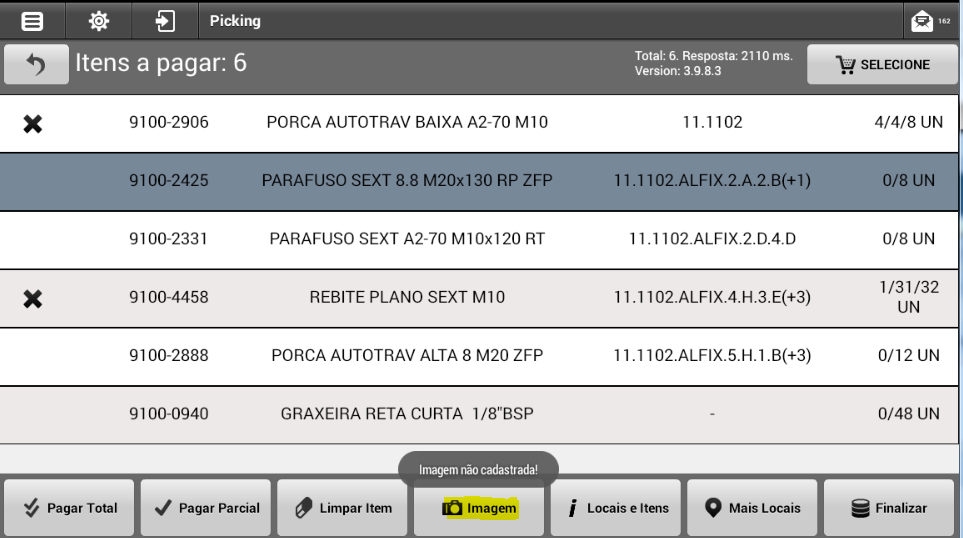 Picking
162
Itens a pagar: 6
Total: 6. Resposta: 2110 ms.
Version: 3.9.8.3
SELECIONE
9100-2906 PORCA AUTOTRAV BAIXA A2-70 M10 11.1102 4/4/8 UN
9100-2425 PARAFUSO SEXT 8.8 M20x130 RP ZFP 11.1102.ALFIX.2.A.2.B(+1) 0/8 UN
9100-2331 PARAFUSO SEXT A2-70 M10x120 RT 11.1102.ALFIX.2.D.4.D 0/8 UN
9100-4458 REBITE PLANO SEXT M10 11.1102.ALFIX.4.H.3.E(+3) 1/31/32
UN
9100-2888 PORCA AUTOTRAV ALTA 8 M20 ZFP 11.1102.ALFIX.5.H.1.B(+3) 0/12 UN
9100-0940 GRAXEIRA RETA CURTA 1/8"BSP - 0/48 UN
Imagem não cadastrada!
Pagar Total Pagar Parcial Limpar Item Imagem Locais e Itens Mais Locais Finalizar